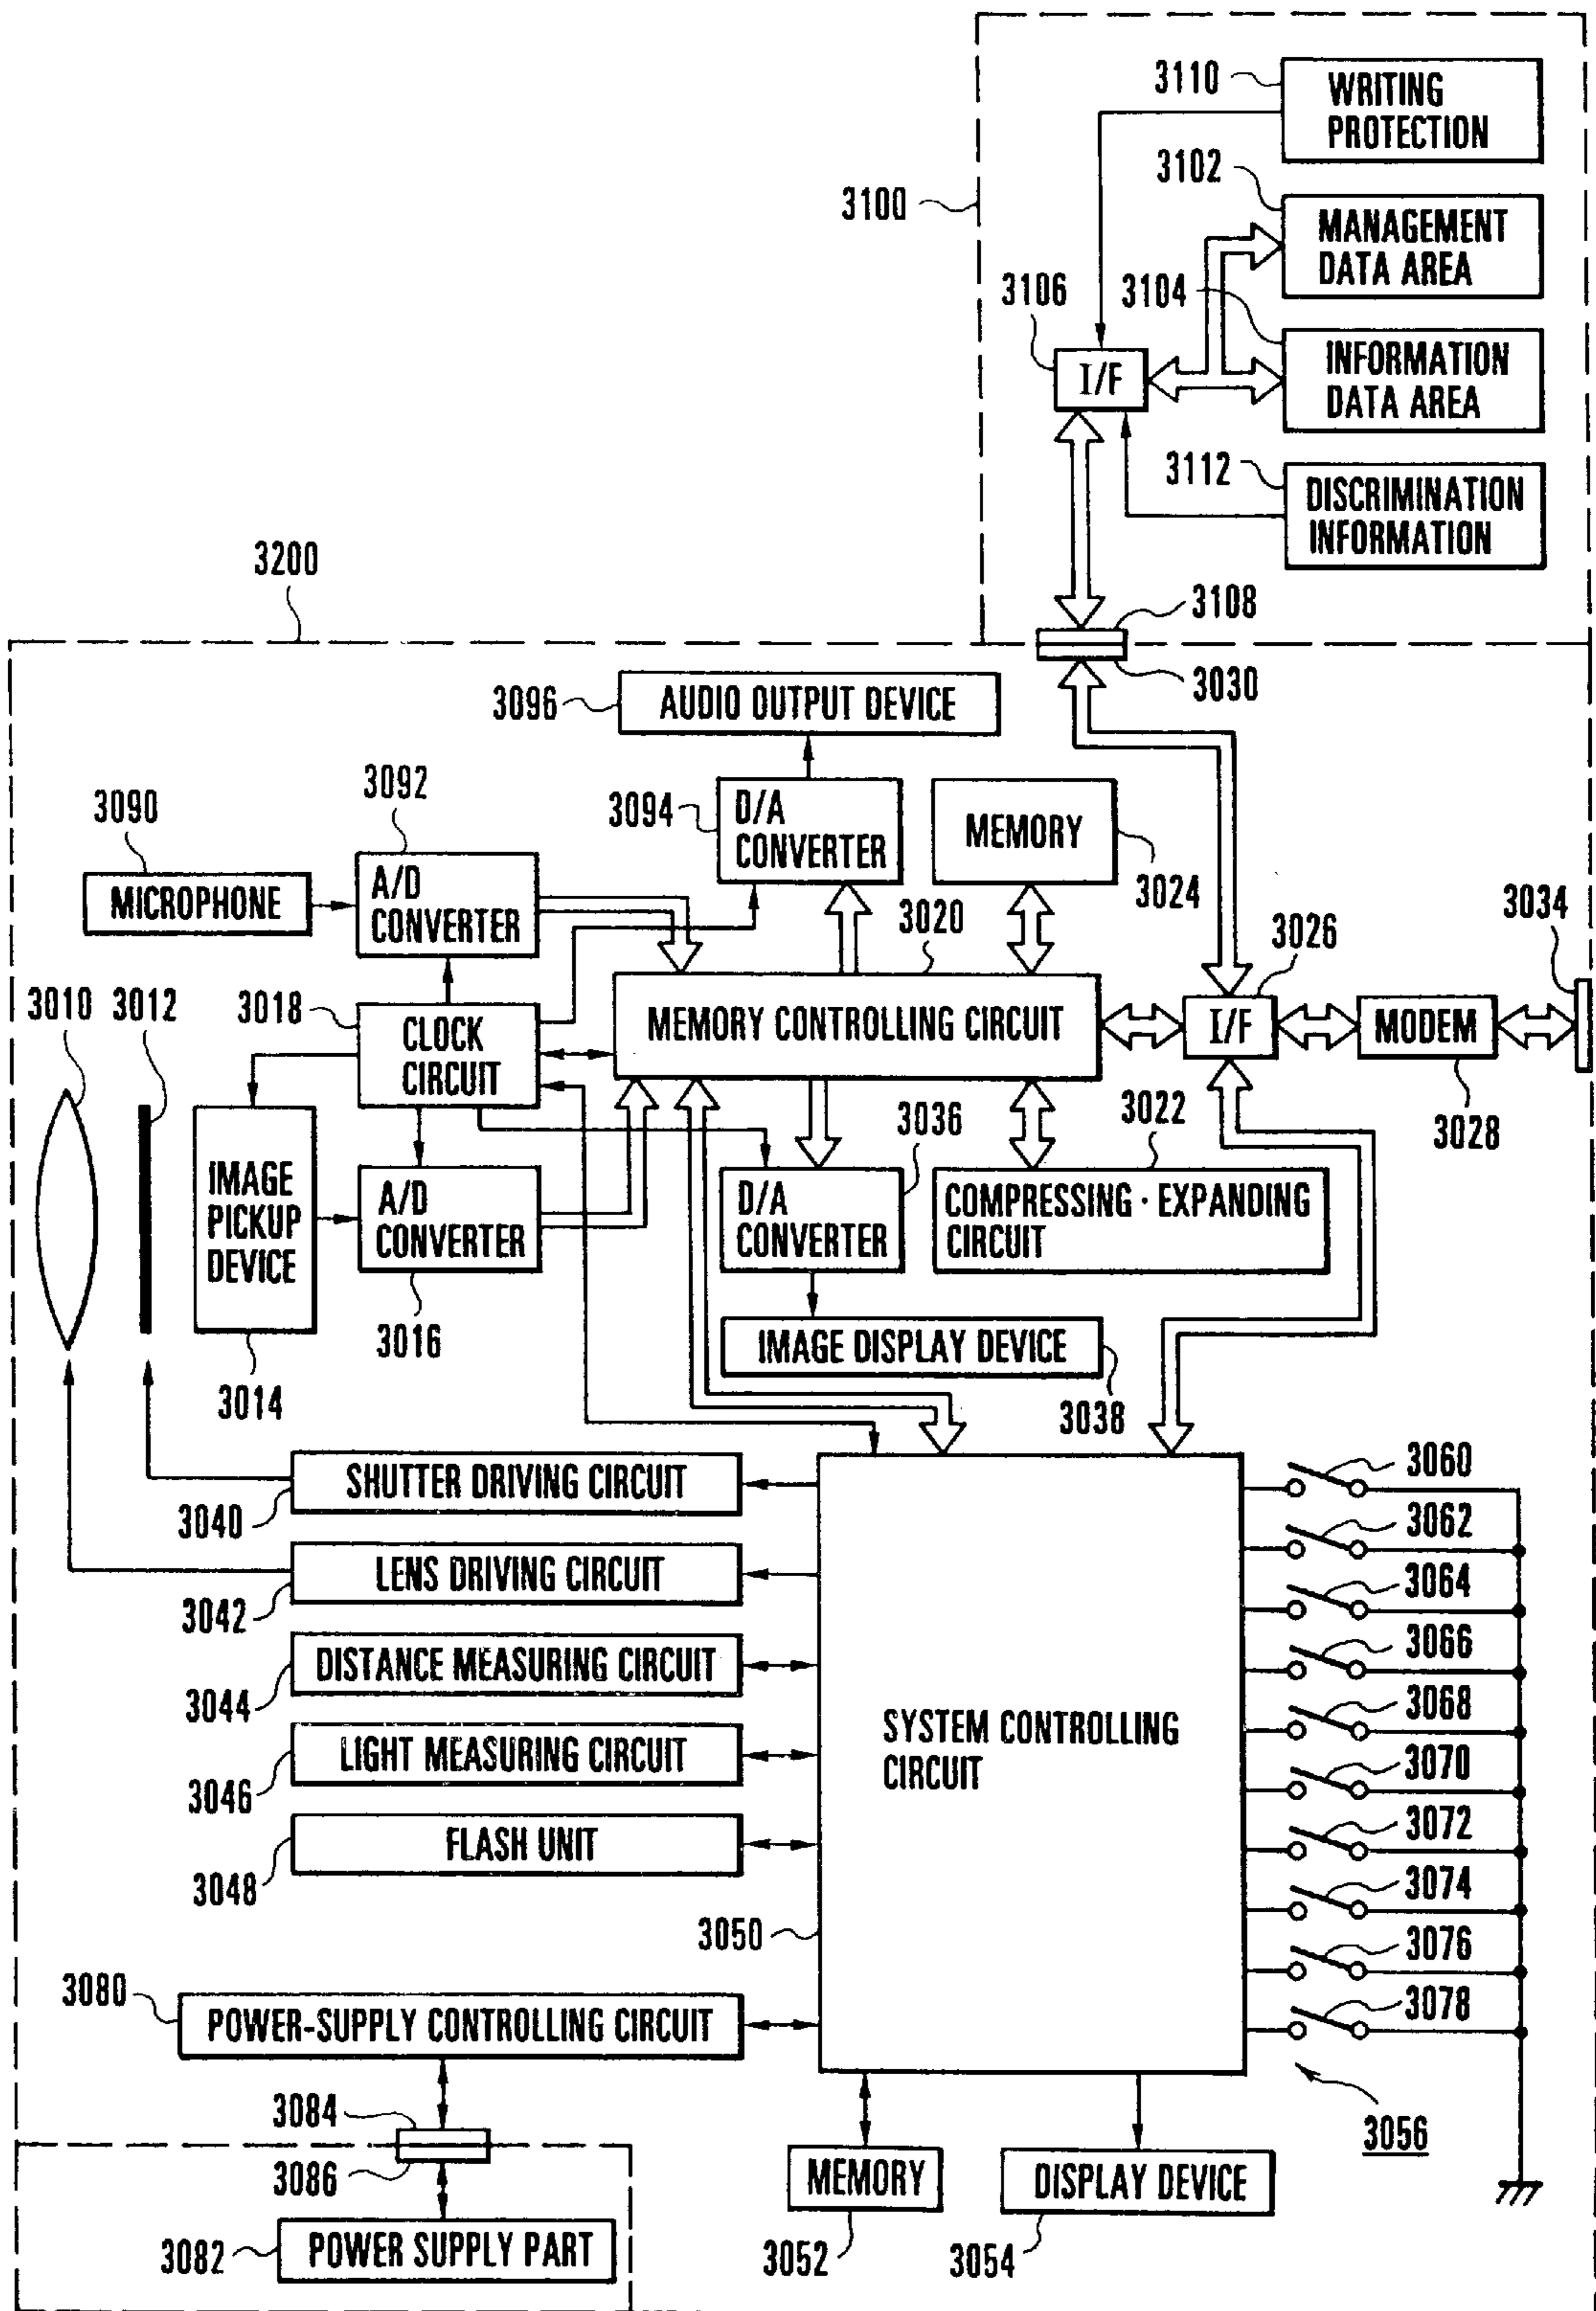 3110
WRITING
PROTECTION
3102
3100
MANAGEMENT
DATA AREA
3106
3104
I/F
INFORMATION
DATA AREA
3112
DISCRIMINATION
INFORMATION
3200
3108
3030
3096
AUDIO OUTPUT DEVICE
3092
3090
3094
D/A
CONVERTER
MEMORY
3024
MICROPHONE
A/D
CONVERTER
3020
3034
3026
3010
3012
3018
CLOCK
CIRCUIT
MEMORY CONTROLLING CIRCUIT
I/F
MODEM
3036
3022
3028
IMAGE
PICKUP
DEVICE
A/D
CONVERTER
D/A
CONVERTER
COMPRESSING · EXPANDING
CIRCUIT
3016
IMAGE DISPLAY DEVICE
3014
3038
SHUTTER DRIVING CIRCUIT
3060
3040
3062
LENS DRIVING CIRCUIT
3064
3042
DISTANCE MEASURING CIRCUIT
3066
3044
3068
SYSTEM CONTROLLING
CIRCUIT
LIGHT MEASURING CIRCUIT
3070
3046
FLASH UNIT
3072
3048
3074
3050
3076
3080
POWER-SUPPLY CONTROLLING CIRCUIT
3078
3084
3056
3086
MEMORY
DISPLAY DEVICE
3082
POWER SUPPLY PART
3052
3054